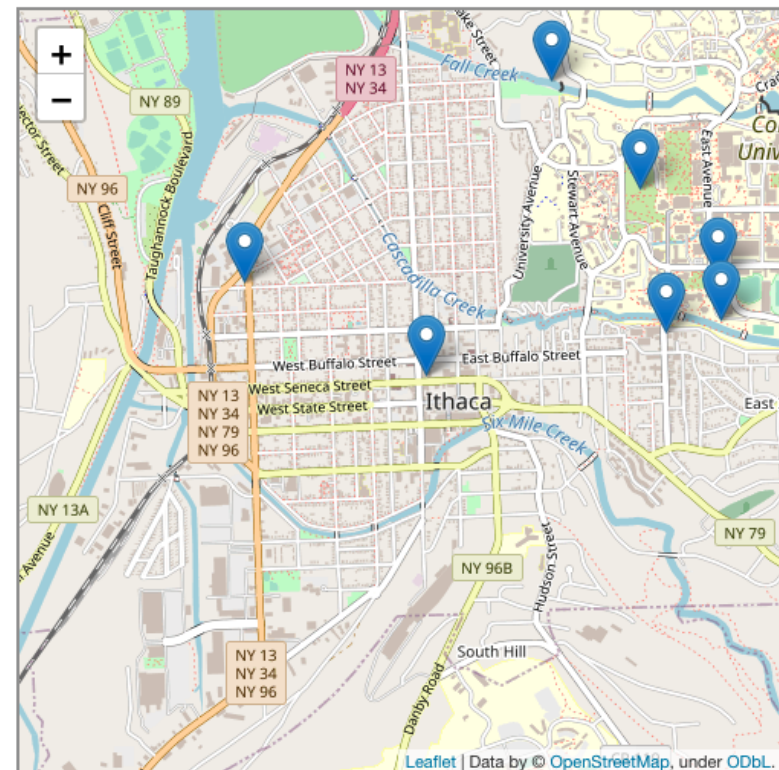 +
−
NY 13
NY 34
Fall Creek
NY 89
East Avenue
Taughannock Boulevard
NY 96
Cliff Street
University Avenue
Stewart Avenue
Cascadilla Creek
West Buffalo Street
East Buffalo Street
West Seneca Street
West State Street
Ithaca
East
NY 13
NY 34
NY 79
NY 96
Six Mile Creek
NY 13A
NY 79
NY 96B
Hudson Street
South Hill
NY 13
NY 34
NY 96
Danby Road
Leaflet | Data by © OpenStreetMap, under ODbL.